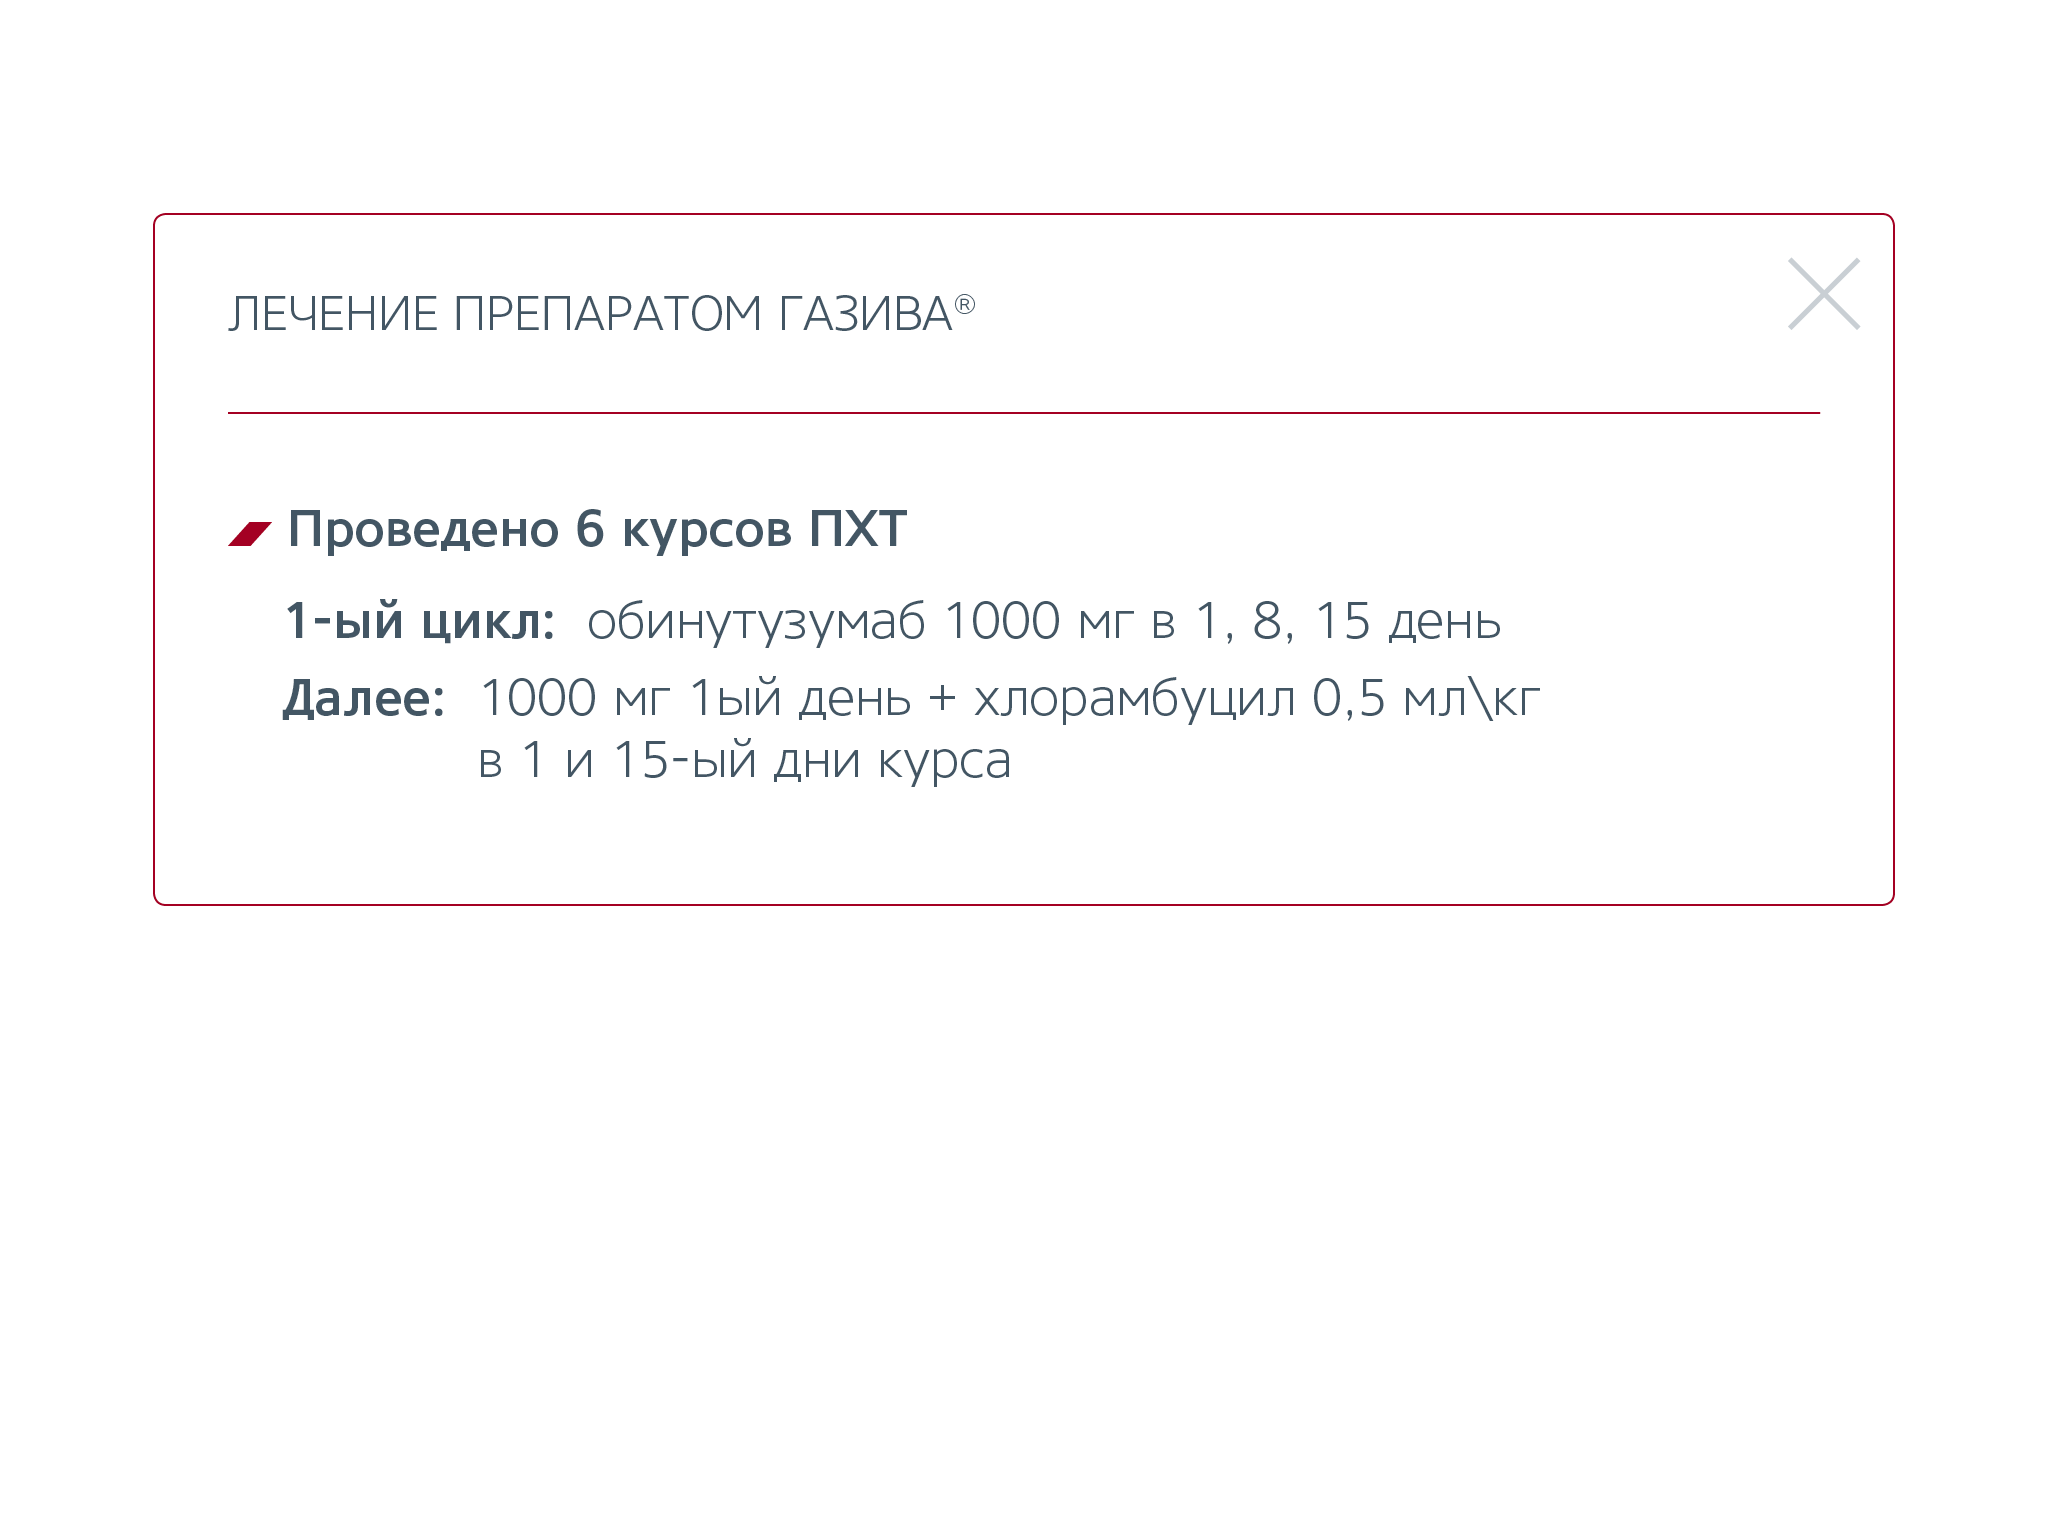 ЛЕЧЕНИЕ ПРЕПАРАТОМ ГАЗИВА®
Проведено 6 курсов ПХТ
1-ый цикл: обинутузумаб 1000 мг в 1, 8, 15 день
Далее: 1000 мг 1ый день + хлорамбуцил 0,5 мл\кг
в 1 и 15-ый дни курса